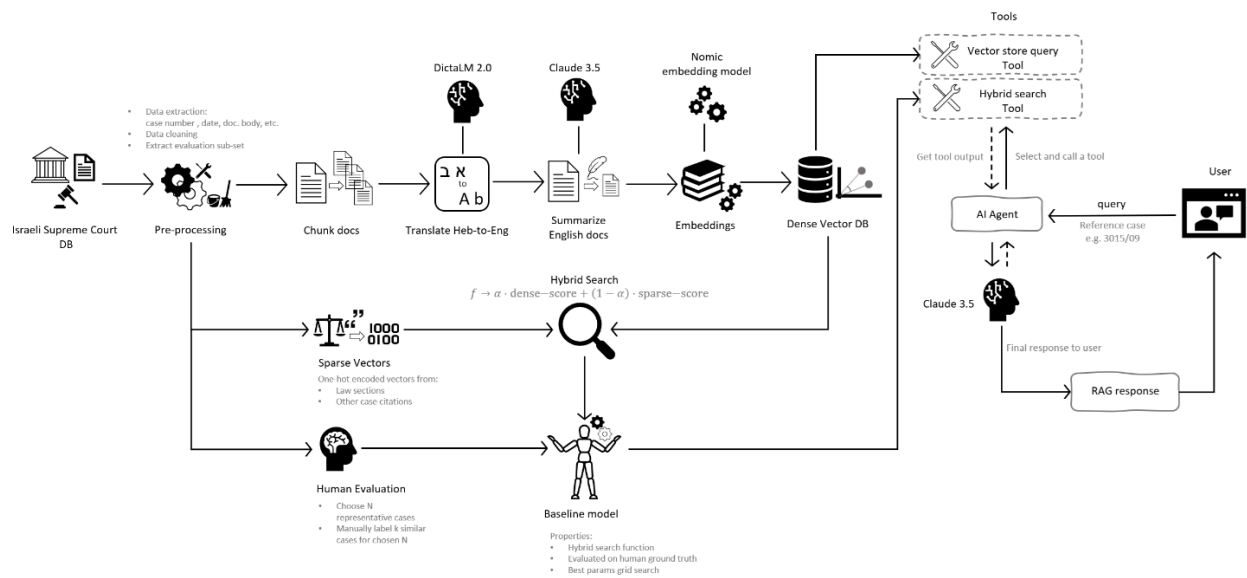 Tools
Vector store query
Tool
Hybrid search
Tool
Nomic
embedding model
DictaLM 2.0
Claude 3.5
• Data extraction:
case number , date, doc. body, etc.
• Data cleaning
• Extract evaluation sub-set
Get tool output
Select and call a tool
User
א ב
to
A b
AI Agent
query
Reference case
e.g. 3015/09
Israeli Supreme Court
DB
Pre-processing
Chunk docs
Translate Heb-to-Eng
Summarize
English docs
Embeddings
Dense Vector DB
Hybrid Search
f → α · dense−score + (1 − α) · sparse−score
Claude 3.5
1000
0100
Final response to user
Sparse Vectors
One-hot encoded vectors from:
• Law sections
• Other case citations
RAG response
Human Evaluation
• Choose N
representative cases
• Manually label k similar
cases for chosen N
Baseline model
Properties:
• Hybrid search function
• Evaluated on human ground truth
• Best params grid search